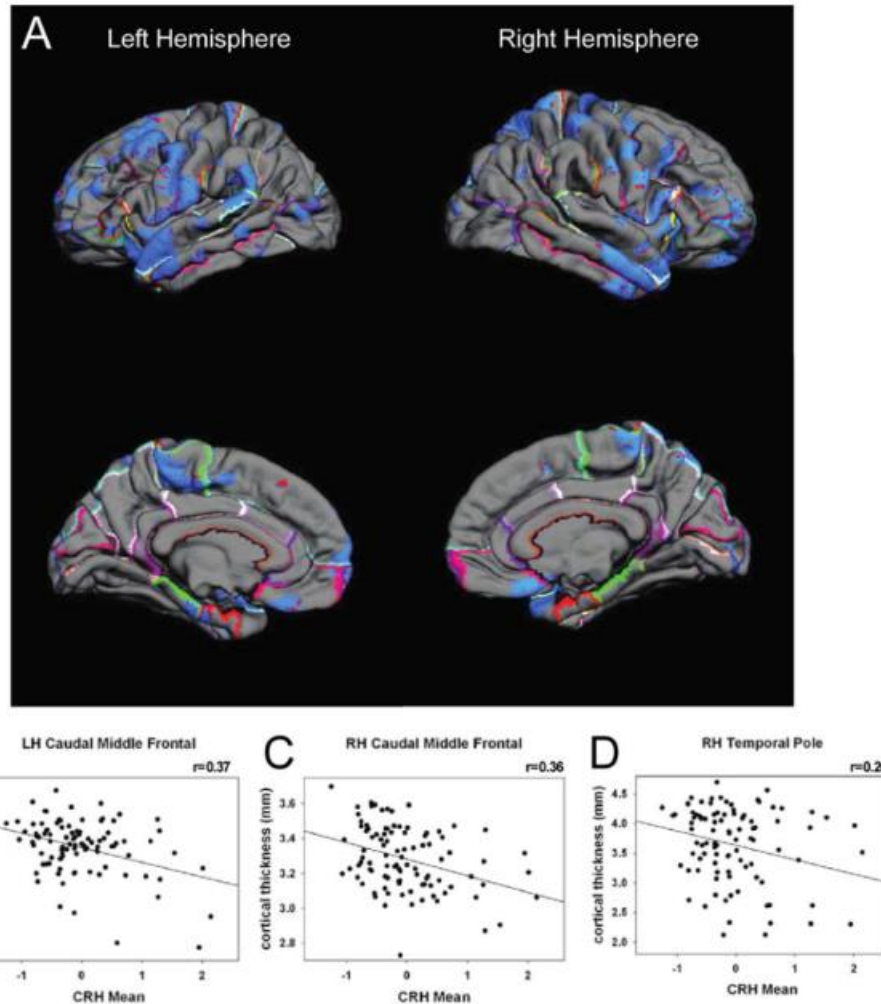 A
Left Hemisphere
Right Hemisphere
LH Caudal Middle Frontal
r=0.37
-1
0
1
2
CRH Mean
C
RH Caudal Middle Frontal
r=0.36
cortical thickness (mm)
3.6
3.4
3.2
3.0
2.8
-1
0
1
2
CRH Mean
D
RH Temporal Pole
cortical thickness (mm)
4.5
4.0
3.5
3.0
2.5
2.0
-1
0
1
2
CRH Mean